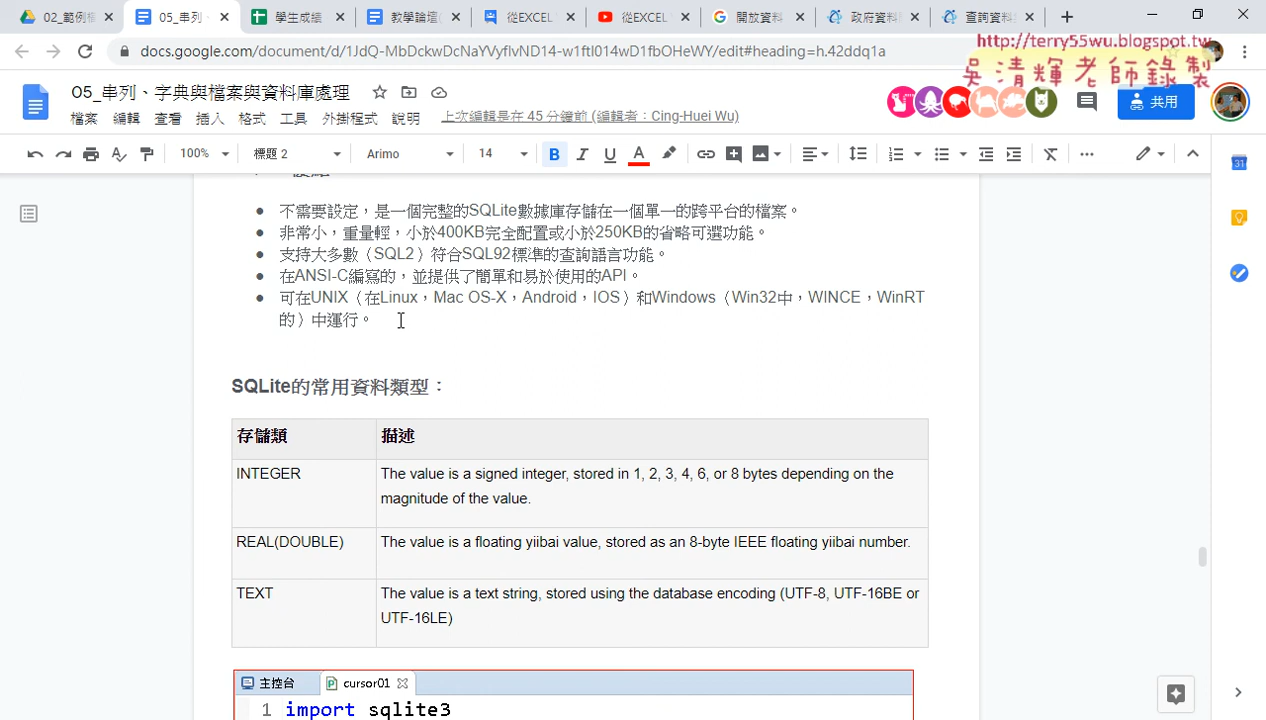 02_範例檔
05_串列、
學生成績
教學論壇(
從EXCEL
從EXCEL
開放資料
政府資料
查詢資料
docs.google.com/document/d/1JdQ-MbDckwDcNaYVyflvND14-w1ftI014wD1fbOHeWY/edit#heading=h.42ddq1a
http://terry55wu.blogspot.tw
吳清輝老師錄製
05_串列、字典與檔案與資料庫處理
檔案 編輯 查看 插入 格式 工具 外掛程式 說明 上次編輯是在 45 分鐘前 (編輯者：Cing-Huei Wu)
共用
100% 標題 2 Arimo 14 B I U A
31
不需要設定，是一個完整的SQLite數據庫存儲在一個單一的跨平台的檔案。
非常小，重量輕，小於400KB完全配置或小於250KB的省略可選功能。
支持大多數（SQL2）符合SQL92標準的查詢語言功能。
在ANSI-C編寫的，並提供了簡單和易於使用的API。
可在UNIX（在Linux，Mac OS-X，Android，IOS）和Windows（Win32中，WINCE，WinRT
的）中運行。
SQLite的常用資料類型：
存儲類 描述
INTEGER The value is a signed integer, stored in 1, 2, 3, 4, 6, or 8 bytes depending on the
magnitude of the value.
REAL(DOUBLE) The value is a floating yiibai value, stored as an 8-byte IEEE floating yiibai number.
TEXT The value is a text string, stored using the database encoding (UTF-8, UTF-16BE or
UTF-16LE)
主控台 cursor01
1 import sqlite3